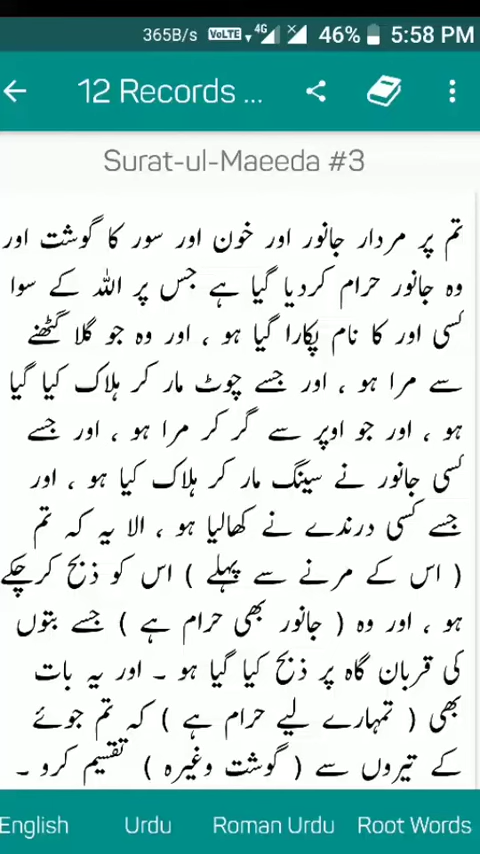 365B/s VoLTE 4G 46% 5:58 PM
12 Records ...
Surat-ul-Maeeda #3
تم پر مردار جانور اور خون اور سور کا گوشت اور
وہ جانور حرام کردیا گیا ہے جس پر اللہ کے سوا
کسی اور کا نام پکارا گیا ہو ، اور وہ جو گلا گھٹنے
سے مرا ہو ، اور جسے چوٹ مار کر ہلاک کیا گیا
ہو ، اور جو اوپر سے گر کر مرا ہو ، اور جسے
کسی جانور نے سینگ مار کر ہلاک کیا ہو ، اور
جسے کسی درندے نے کھالیا ہو ، الا یہ کہ تم
( اس کے مرنے سے پہلے ) اس کو ذبح کرچکے
ہو ، اور وہ ( جانور بھی حرام ہے ) جسے بتوں
کی قربان گاہ پر ذبح کیا گیا ہو ۔ اور یہ بات
بھی ( تمہارے لیے حرام ہے ) کہ تم جوئے
کے تیروں سے ( گوشت وغیرہ ) تقسیم کرو ۔
English Urdu Roman Urdu Root Words